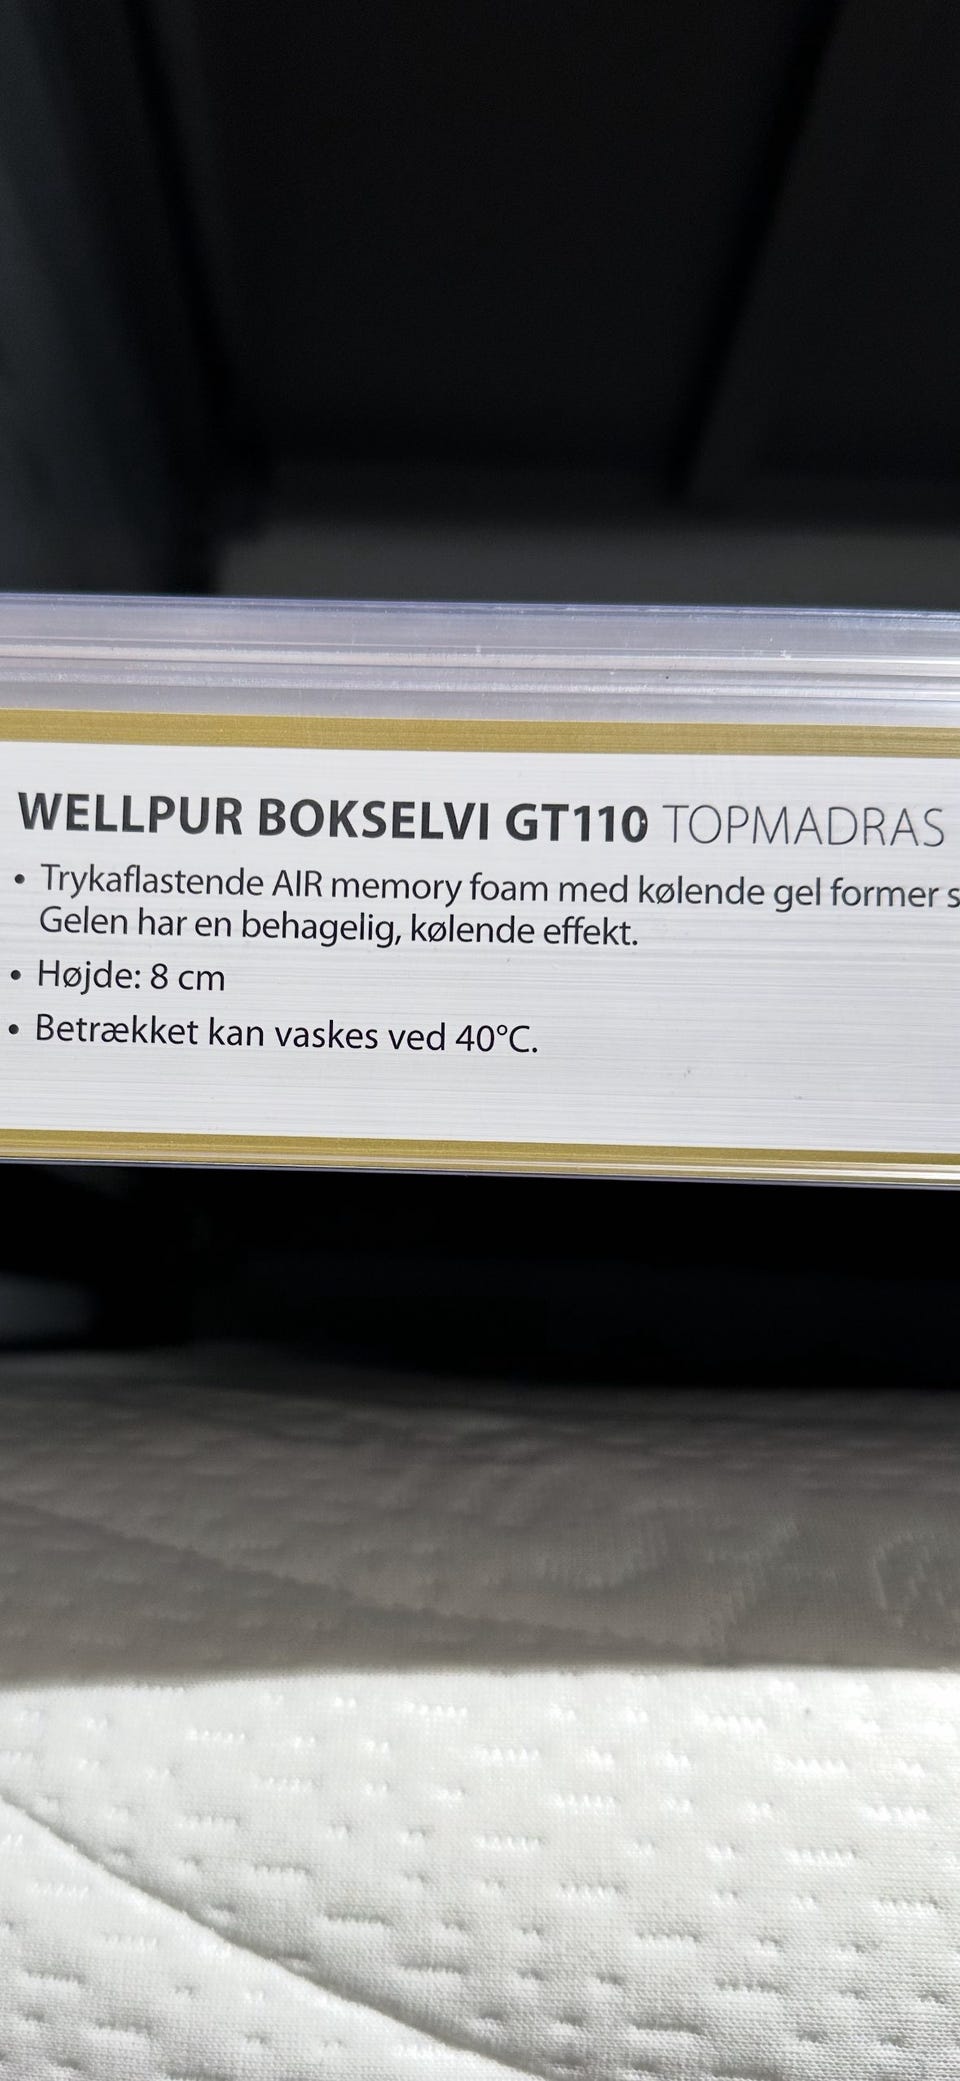 WELLPUR BOKSELVI GT110 TOPMADRAS
• Trykaflastende AIR memory foam med kølende gel former s
Gelen har en behagelig, kølende effekt.
• Højde: 8 cm
• Betrækket kan vaskes ved 40°C.